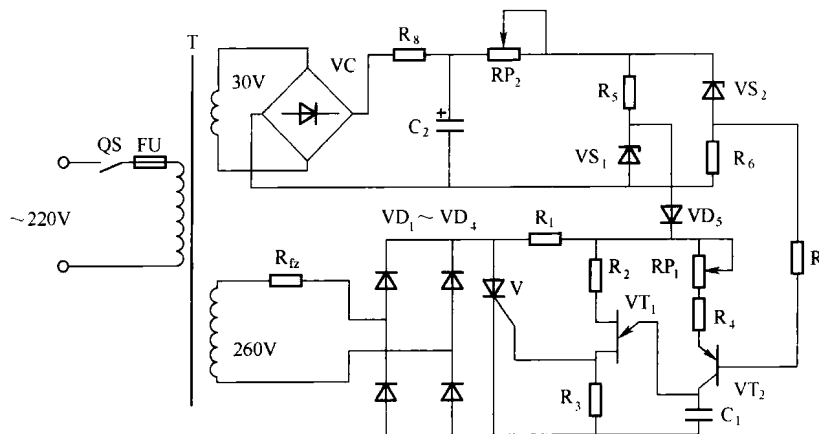 T
30V
VC
R₈
RP₂
C₂
+
R₅
VS₂
VS₁
R₆
QS
FU
~220V
VD₁~VD₄
R₁
VD₅
R_fz
V
R₂
RP₁
R
VT₁
R₄
260V
R₃
VT₂
C₁